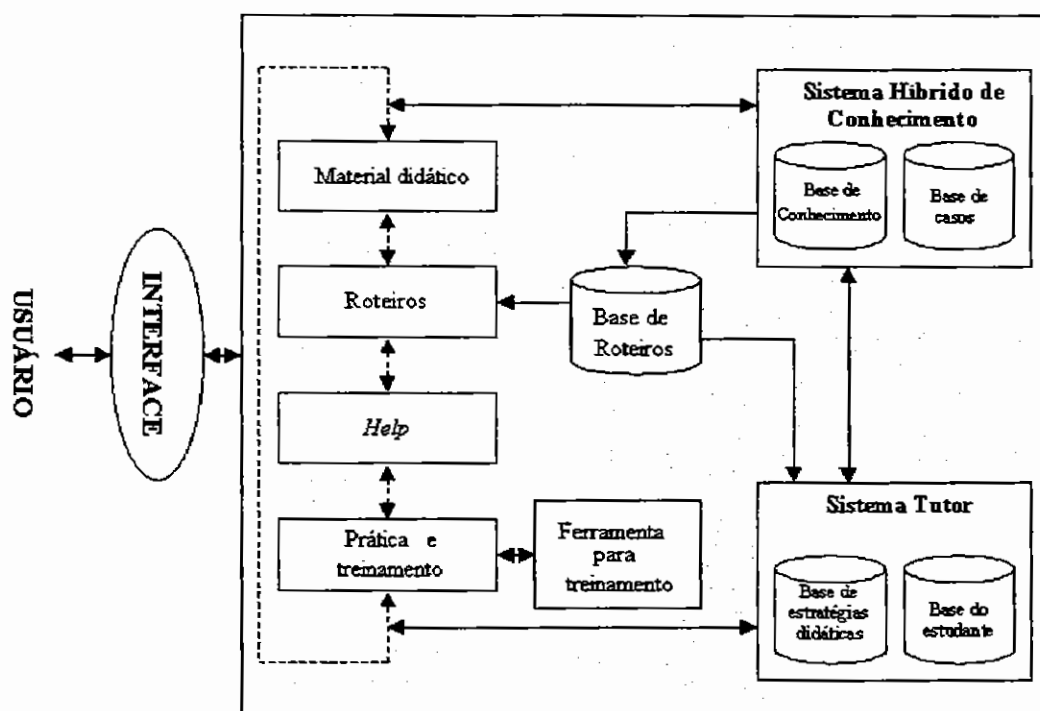 USUÁRIO
INTERFACE
Material didático
Roteiros
Help
Prática e
treinamento
Ferramenta
para
treinamento
Base de
Roteiros
Sistema Híbrido de
Conhecimento
Base de
Conhecimento
Base de
casos
Sistema Tutor
Base de
estratégias
didáticas
Base do
estudante